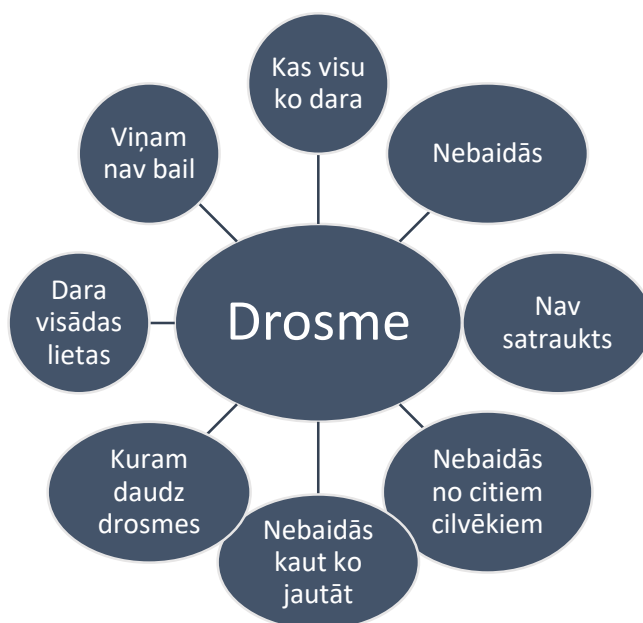 Kas visu
ko dara
Nebaidās
Nav
satraukts
Nebaidās
no citiem
cilvēkiem
Nebaidās
kaut ko
jautāt
Kuram
daudz
drosmes
Dara
visādas
lietas
Viņam
nav bail
Drosme